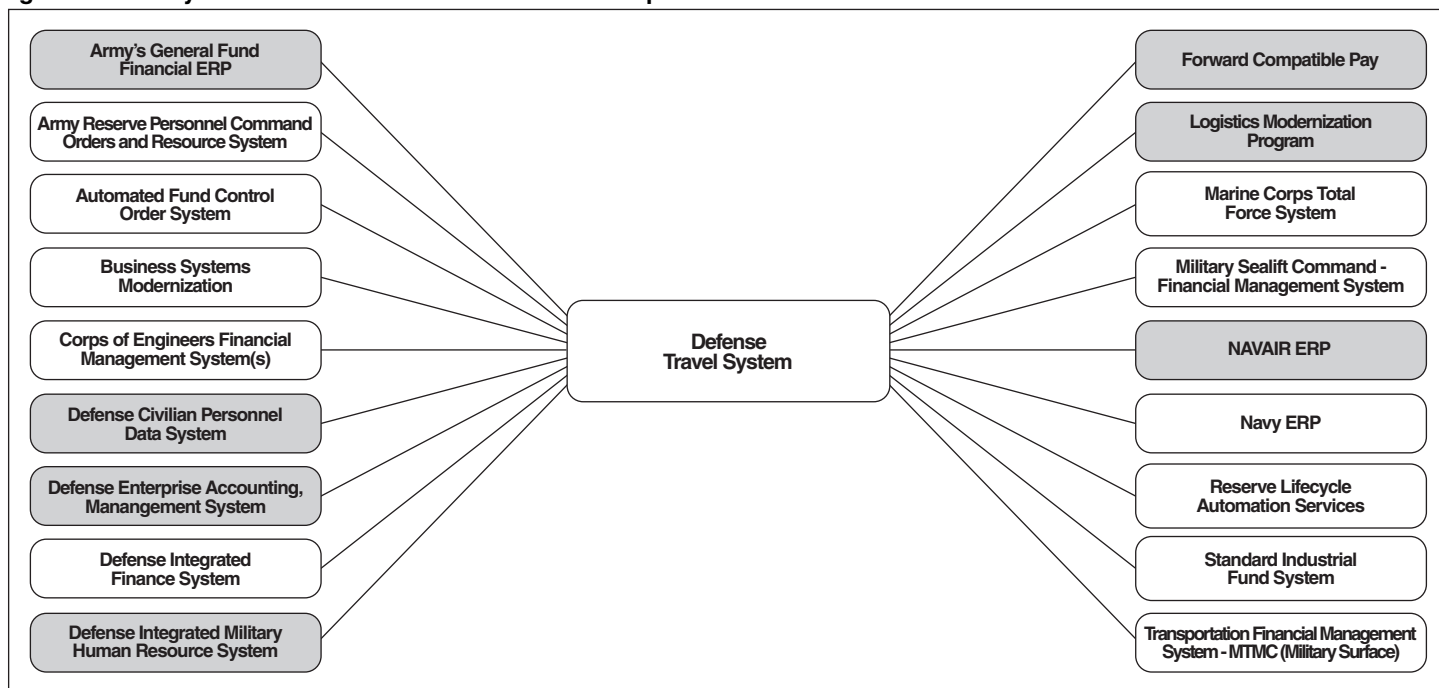 Army's General Fund
Financial ERP
Army Reserve Personnel Command
Orders and Resource System
Automated Fund Control
Order System
Business Systems
Modernization
Corps of Engineers Financial
Management System(s)
Defense Civilian Personnel
Data System
Defense Enterprise Accounting,
Manangement System
Defense Integrated
Finance System
Defense Integrated Military
Human Resource System
Defense
Travel System
Forward Compatible Pay
Logistics Modernization
Program
Marine Corps Total
Force System
Military Sealift Command -
Financial Management System
NAVAIR ERP
Navy ERP
Reserve Lifecycle
Automation Services
Standard Industrial
Fund System
Transportation Financial Management
System - MTMC (Military Surface)